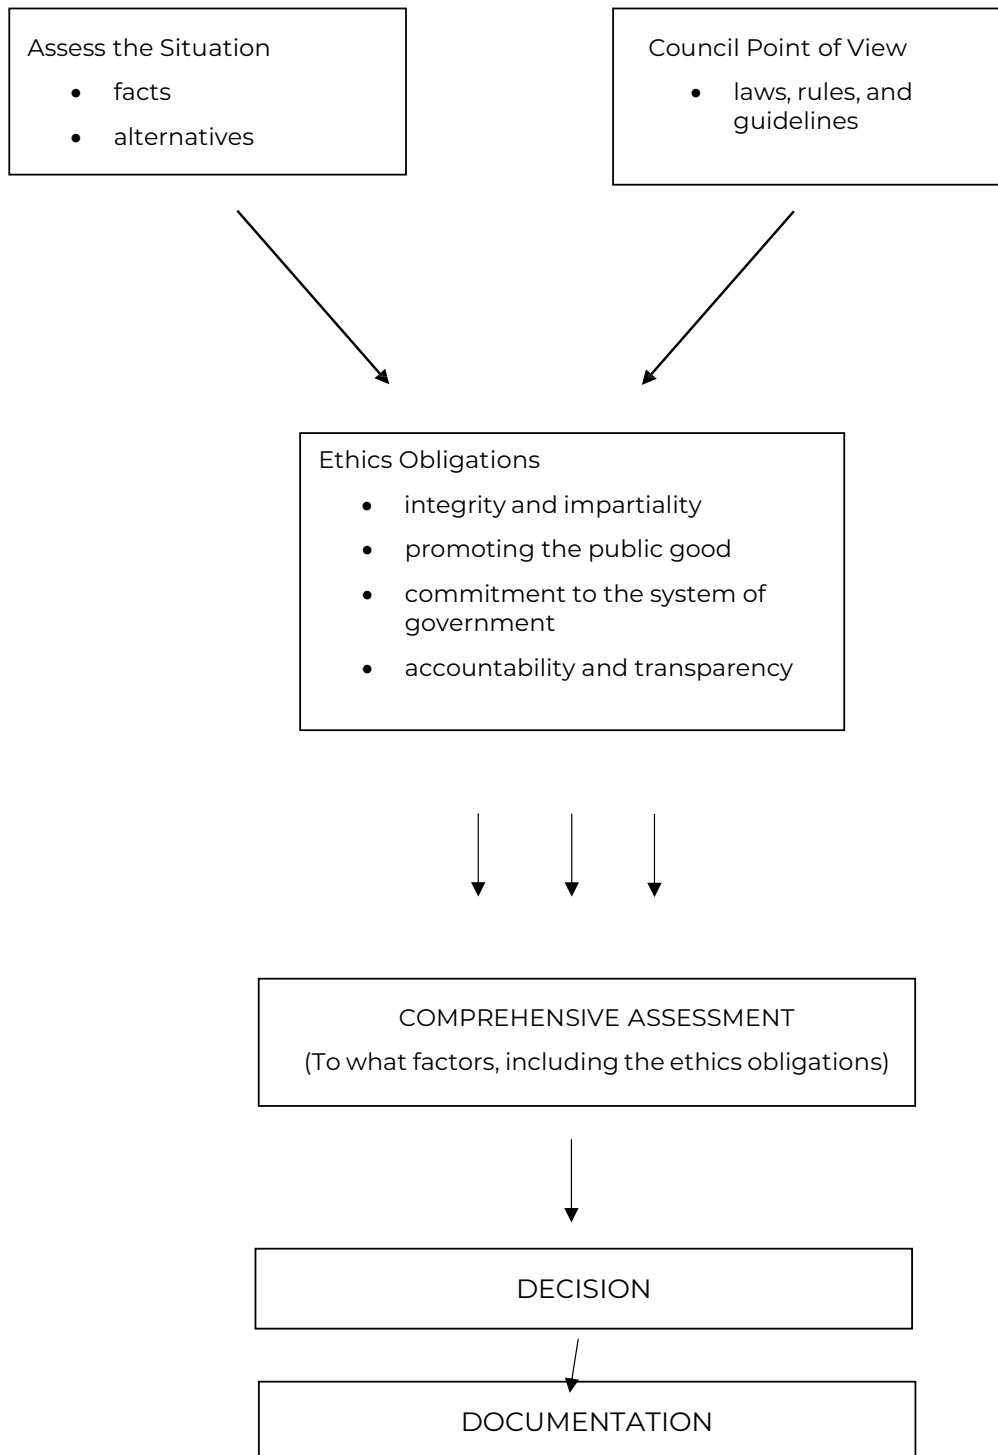 Assess the Situation
• facts
• alternatives
Council Point of View
• laws, rules, and
guidelines
Ethics Obligations
• integrity and impartiality
• promoting the public good
• commitment to the system of
government
• accountability and transparency
COMPREHENSIVE ASSESSMENT
(To what factors, including the ethics obligations)
DECISION
DOCUMENTATION